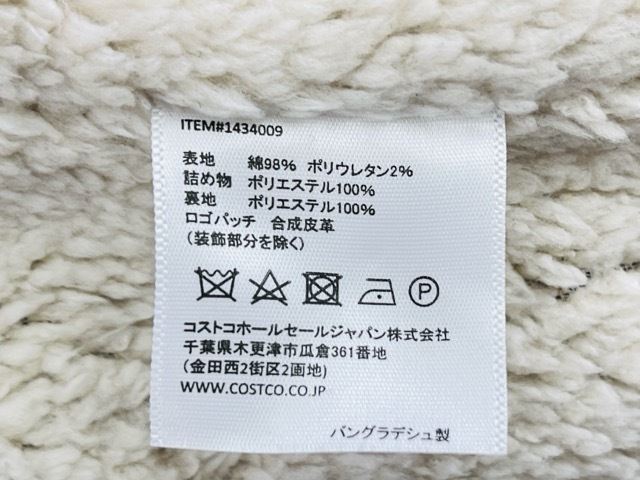 ITEM#1434009
表地 綿98% ポリウレタン2%
詰め物 ポリエステル100%
裏地 ポリエステル100%
ロゴパッチ 合成皮革
(装飾部分を除く)
P
コストコホールセールジャパン株式会社
千葉県木更津市瓜倉361番地
(金田西2街区2画地)
WWW.COSTCO.CO.JP
バングラデシュ製